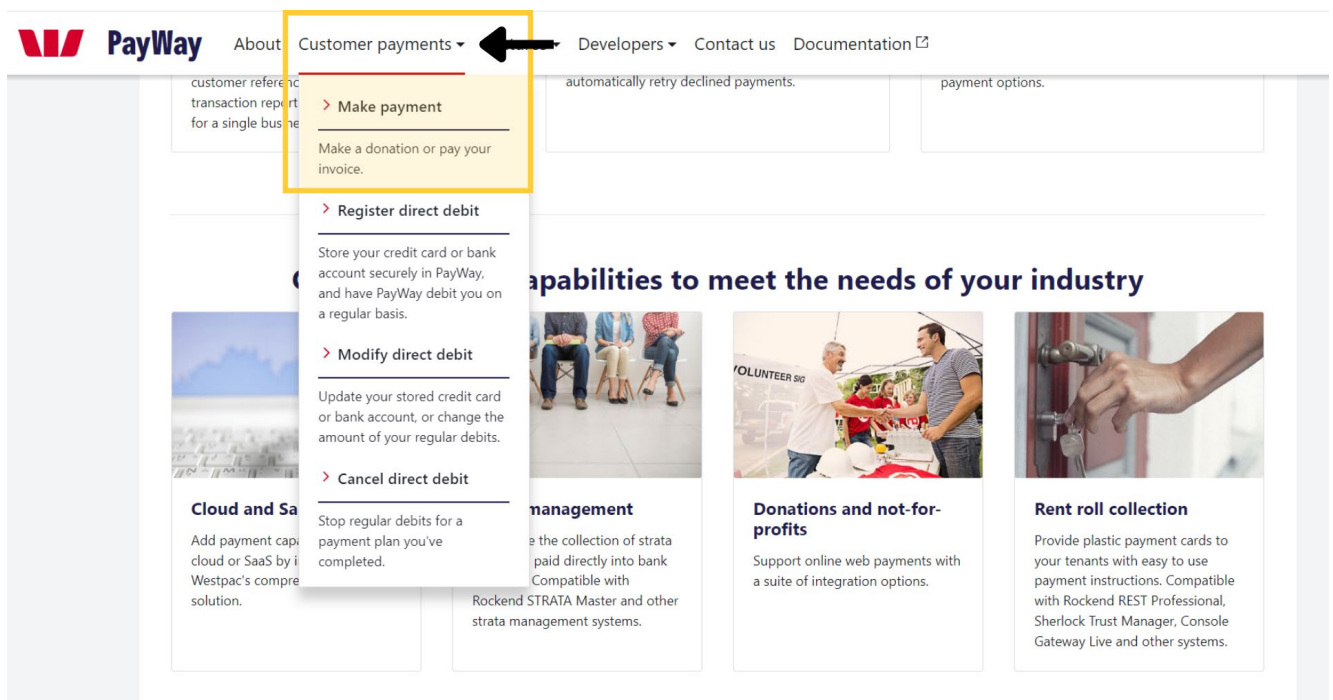 PayWay
About
Customer payments
Developers
Contact us
Documentation
customer
transaction report
for a single
automatically retry declined payments.
payment options.
Make payment
Make a donation or pay your
invoice.
Register direct debit
Store your credit card or bank
account securely in PayWay,
and have PayWay debit you on
a regular basis.
Modify direct debit
Update your stored credit card
or bank account, or change the
amount of your regular debits.
Cancel direct debit
Stop regular debits for a
payment plan you've
completed.
to meet the needs of your industry
Cloud and
Add payment
cloud or SaaS by
Westpac's
solution.
management
the collection of strata
paid directly into bank
Compatible with
Rockend STRATA Master and other
strata management systems.
VOLUNTEER
Donations and not-for-
profits
Support online web payments with
a suite of integration options.
Rent roll collection
Provide plastic payment cards to
your tenants with easy to use
payment instructions. Compatible
with Rockend REST Professional,
Sherlock Trust Manager, Console
Gateway Live and other systems.